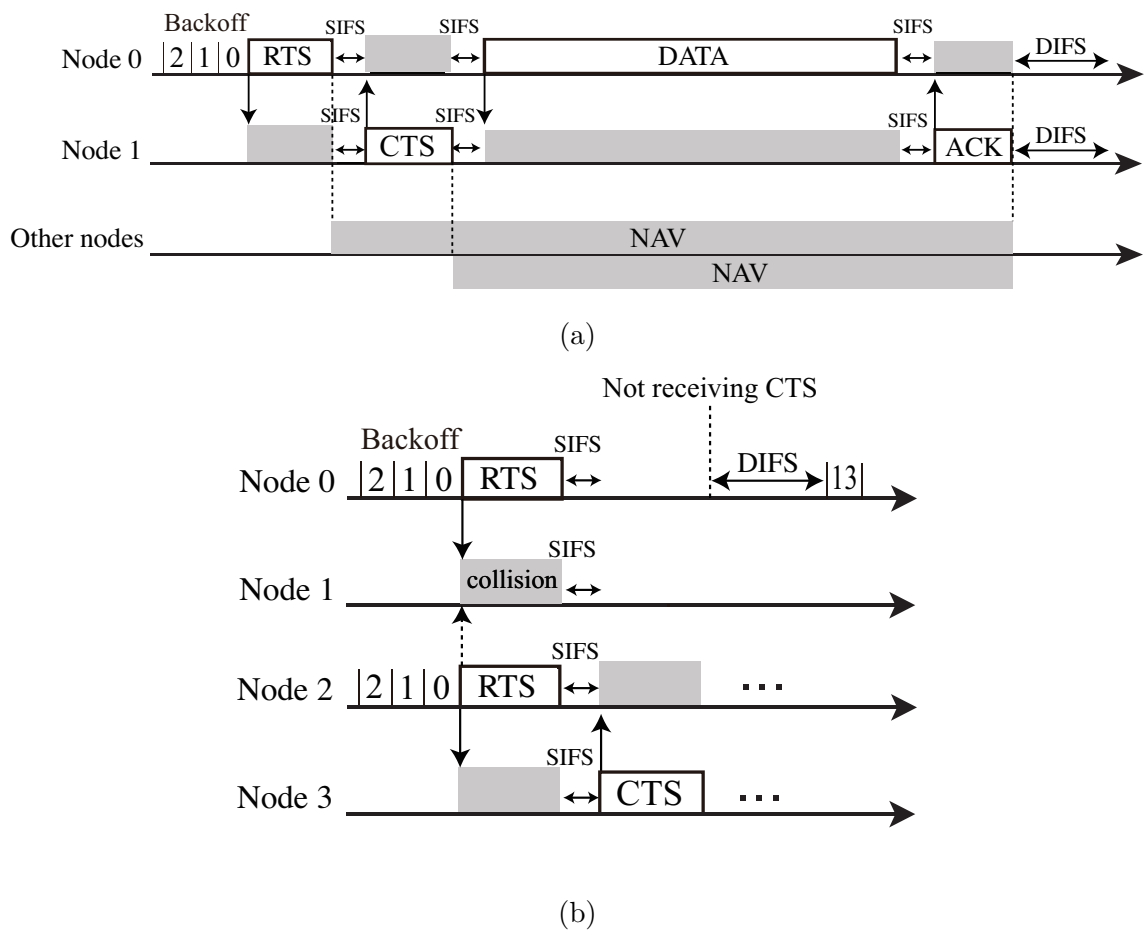 Backoff
SIFS SIFS SIFS
Node 0 2 1 0 RTS DATA DIFS
SIFS SIFS SIFS
Node 1 CTS ACK DIFS
Other nodes NAV
NAV
(a)
Not receiving CTS
Backoff SIFS
Node 0 2 1 0 RTS DIFS 13
SIFS
Node 1 collision
SIFS
Node 2 2 1 0 RTS ...
SIFS
Node 3 CTS ...
(b)